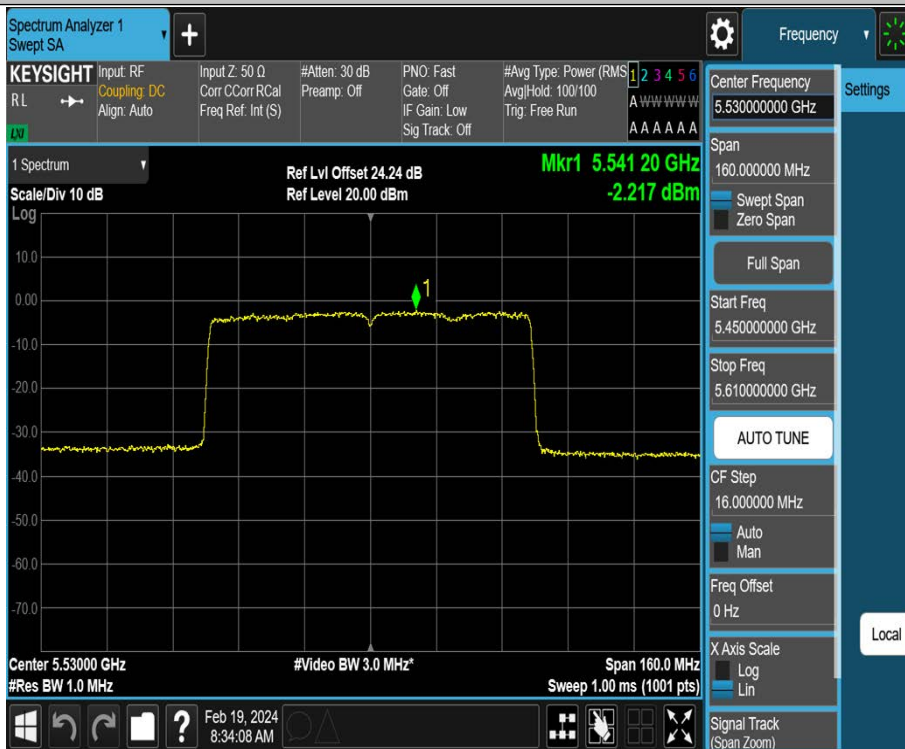 Spectrum Analyzer 1
Swept SA
+
Frequency
KEYSIGHT
RL
LXI
Input: RF
Coupling: DC
Align: Auto
Input Z: 50 Ω
Corr CCorr RCal
Freq Ref: Int (S)
#Atten: 30 dB
Preamp: Off
PNO: Fast
Gate: Off
IF Gain: Low
Sig Track: Off
#Avg Type: Power (RMS
Avg|Hold: 100/100
Trig: Free Run
1 2 3 4 5 6
A W W W W W
A A A A A A
1 Spectrum
Scale/Div 10 dB
Log
Ref Lvl Offset 24.24 dB
Ref Level 20.00 dBm
Mkr1 5.541 20 GHz
-2.217 dBm
10.0
0.00
-10.0
-20.0
-30.0
-40.0
-50.0
-60.0
-70.0
1
Center 5.53000 GHz
#Res BW 1.0 MHz
#Video BW 3.0 MHz*
Span 160.0 MHz
Sweep 1.00 ms (1001 pts)
Center Frequency
5.530000000 GHz
Span
160.000000 MHz
Swept Span
Zero Span
Full Span
Start Freq
5.450000000 GHz
Stop Freq
5.610000000 GHz
AUTO TUNE
CF Step
16.000000 MHz
Auto
Man
Freq Offset
0 Hz
X Axis Scale
Log
Lin
Signal Track
(Span Zoom)
Settings
Local
?
Feb 19, 2024
8:34:08 AM